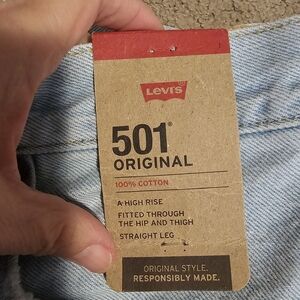 Levi's
501®
ORIGINAL
100% COTTON
A HIGH RISE
FITTED THROUGH
THE HIP AND THIGH
STRAIGHT LEG
ORIGINAL STYLE.
RESPONSIBLY MADE.